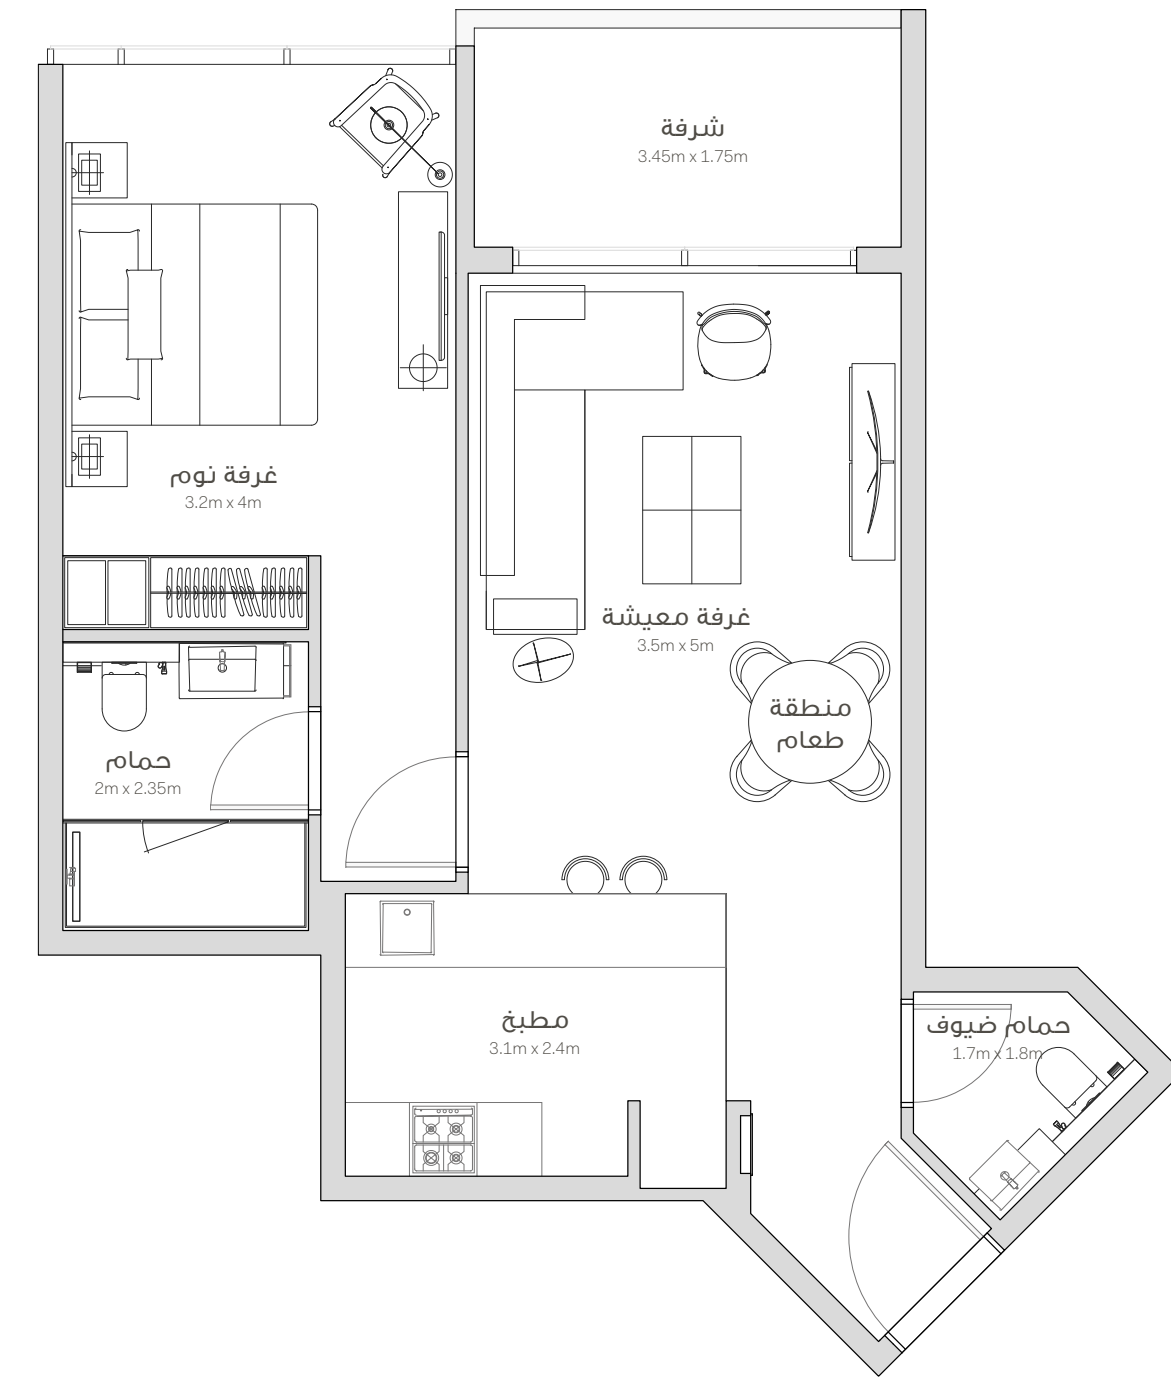 شرفة
3.45m x 1.75m
غرفة نوم
3.2m x 4m
غرفة معيشة
3.5m x 5m
منطقة
طعام
حمام
2m x 2.35m
مطبخ
3.1m x 2.4m
حمام ضيوف
1.7m x 1.8m